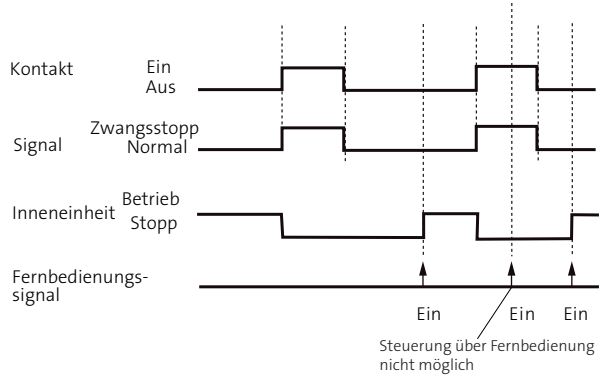 Kontakt
Ein
Aus
Signal
Zwangsstopp
Normal
Inneneinheit
Betrieb
Stopp
Fernbedienungs-
signal
Ein
Ein
Ein
Steuerung über Fernbedienung
nicht möglich